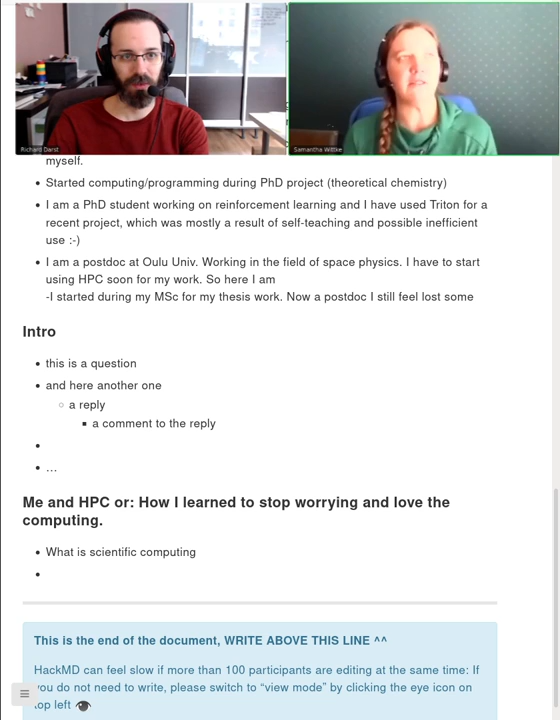 Richard Darst
Samantha Wittke
myself.
• Started computing/programming during PhD project (theoretical chemistry)
• I am a PhD student working on reinforcement learning and I have used Triton for a
recent project, which was mostly a result of self-teaching and possible inefficient
use :-)
• I am a postdoc at Oulu Univ. Working in the field of space physics. I have to start
using HPC soon for my work. So here I am
-I started during my MSc for my thesis work. Now a postdoc I still feel lost some
Intro
• this is a question
• and here another one
○ a reply
▪ a comment to the reply
•
• …
Me and HPC or: How I learned to stop worrying and love the
computing.
• What is scientific computing
•
This is the end of the document, WRITE ABOVE THIS LINE ^^
HackMD can feel slow if more than 100 participants are editing at the same time: If
you do not need to write, please switch to “view mode” by clicking the eye icon on
top left 👁